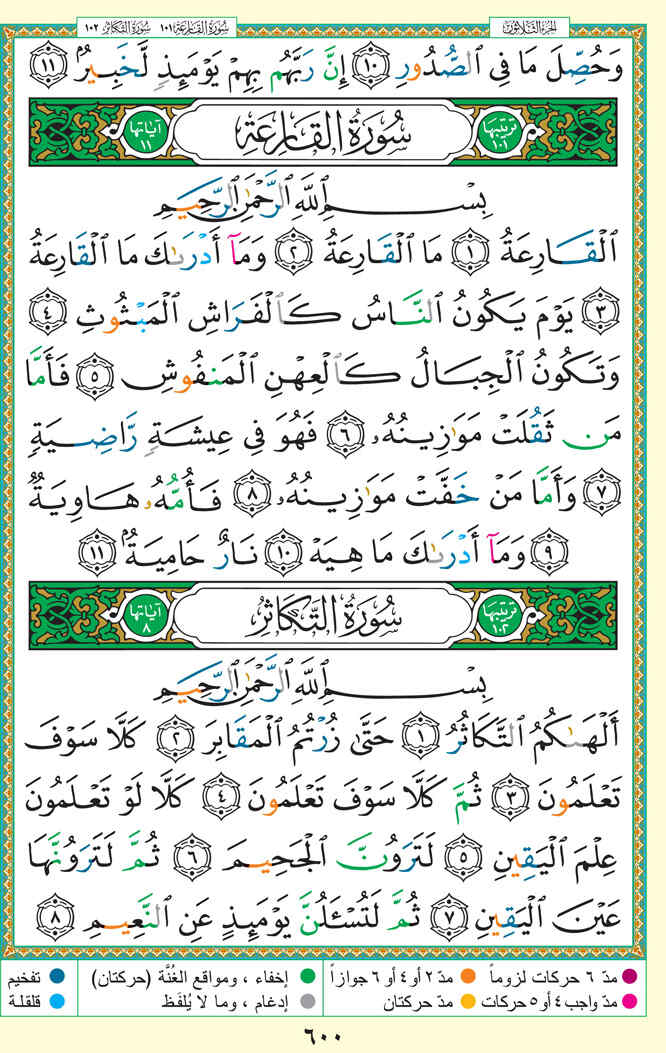 الجزء الثلاثون
سورة القارعة ١٠١ سورة التكاثر ١٠٢
وَحُصِّلَ مَا فِى ٱلصُّدُورِ ١٠ إِنَّ رَبَّهُم بِهِمْ يَوْمَئِذٍ لَّخَبِيرٌۢ ١١
ترتيبها ١٠١ سُورَةُ القَارِعَةِ آياتها ١١
بِسْمِ ٱللَّهِ ٱلرَّحْمَٰنِ ٱلرَّحِيمِ
ٱلْقَارِعَةُ ١ مَا ٱلْقَارِعَةُ ٢ وَمَآ أَدْرَىٰكَ مَا ٱلْقَارِعَةُ
٣ يَوْمَ يَكُونُ ٱلنَّاسُ كَٱلْفَرَاشِ ٱلْمَبْثُوثِ ٤
وَتَكُونُ ٱلْجِبَالُ كَٱلْعِهْنِ ٱلْمَنفُوشِ ٥ فَأَمَّا
مَن ثَقُلَتْ مَوَٰزِينُهُۥ ٦ فَهُوَ فِى عِيشَةٍ رَّاضِيَةٍ
٧ وَأَمَّا مَنْ خَفَّتْ مَوَٰزِينُهُۥ ٨ فَأُمُّهُۥ هَاوِيَةٌ
٩ وَمَآ أَدْرَىٰكَ مَا هِيَهْ ١٠ نَارٌ حَامِيَةٌۢ ١١
ترتيبها ١٠٢ سُورَةُ التَّكَاثُرِ آياتها ٨
بِسْمِ ٱللَّهِ ٱلرَّحْمَٰنِ ٱلرَّحِيمِ
أَلْهَىٰكُمُ ٱلتَّكَاثُرُ ١ حَتَّىٰ زُرْتُمُ ٱلْمَقَابِرَ ٢ كَلَّا سَوْفَ
تَعْلَمُونَ ٣ ثُمَّ كَلَّا سَوْفَ تَعْلَمُونَ ٤ كَلَّا لَوْ تَعْلَمُونَ
عِلْمَ ٱلْيَقِينِ ٥ لَتَرَوُنَّ ٱلْجَحِيمَ ٦ ثُمَّ لَتَرَوُنَّهَا
عَيْنَ ٱلْيَقِينِ ٧ ثُمَّ لَتُسْـَٔلُنَّ يَوْمَئِذٍ عَنِ ٱلنَّعِيمِ ٨
مدّ ٦ حركات لزوماً مدّ ٢ أو ٤ أو ٦ جوازاً إخفاء ، ومواقع الغُنَّة (حركتان) تفخيم
مدّ واجب ٤ أو ٥ حركات مدّ حركتان إدغام ، وما لا يُلفَظ قلقلة
٦٠٠